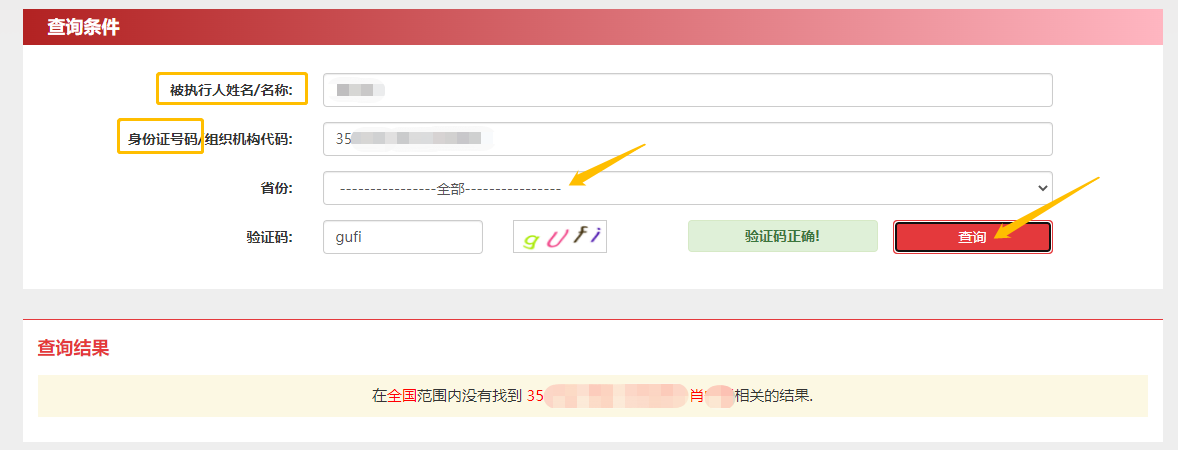 查询条件
被执行人姓名/名称:
身份证号码/组织机构代码: 35
省份: ----------------全部----------------
验证码: gufi gufi 验证码正确! 查询
查询结果
在全国范围内没有找到 35 肖 相关的结果.